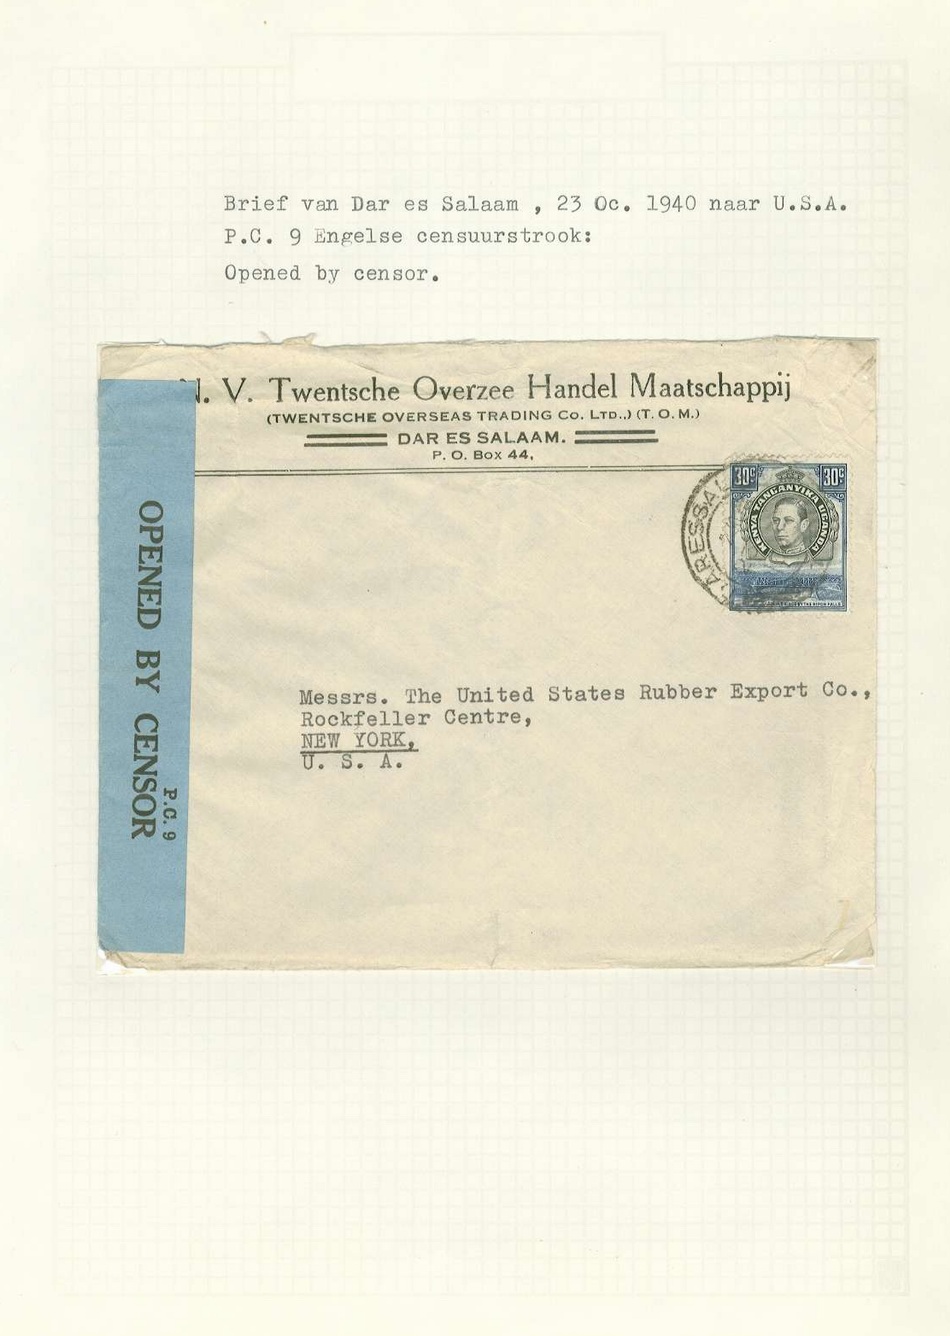 Brief van Dar es Salaam , 23 Oc. 1940 naar U.S.A.
P.C. 9 Engelse censuurstrook:
Opened by censor.
N. V. Twentsche Overzee Handel Maatschappij
(TWENTSCHE OVERSEAS TRADING Co. LTD.,) (T. O. M.)
DAR ES SALAAM.
P. O. Box 44,
30c 30c
KENYA TANGANYIKA UGANDA
DARESSAL
OPENED BY CENSOR
P.C. 9
Messrs. The United States Rubber Export Co.,
Rockfeller Centre,
NEW YORK,
U. S. A.